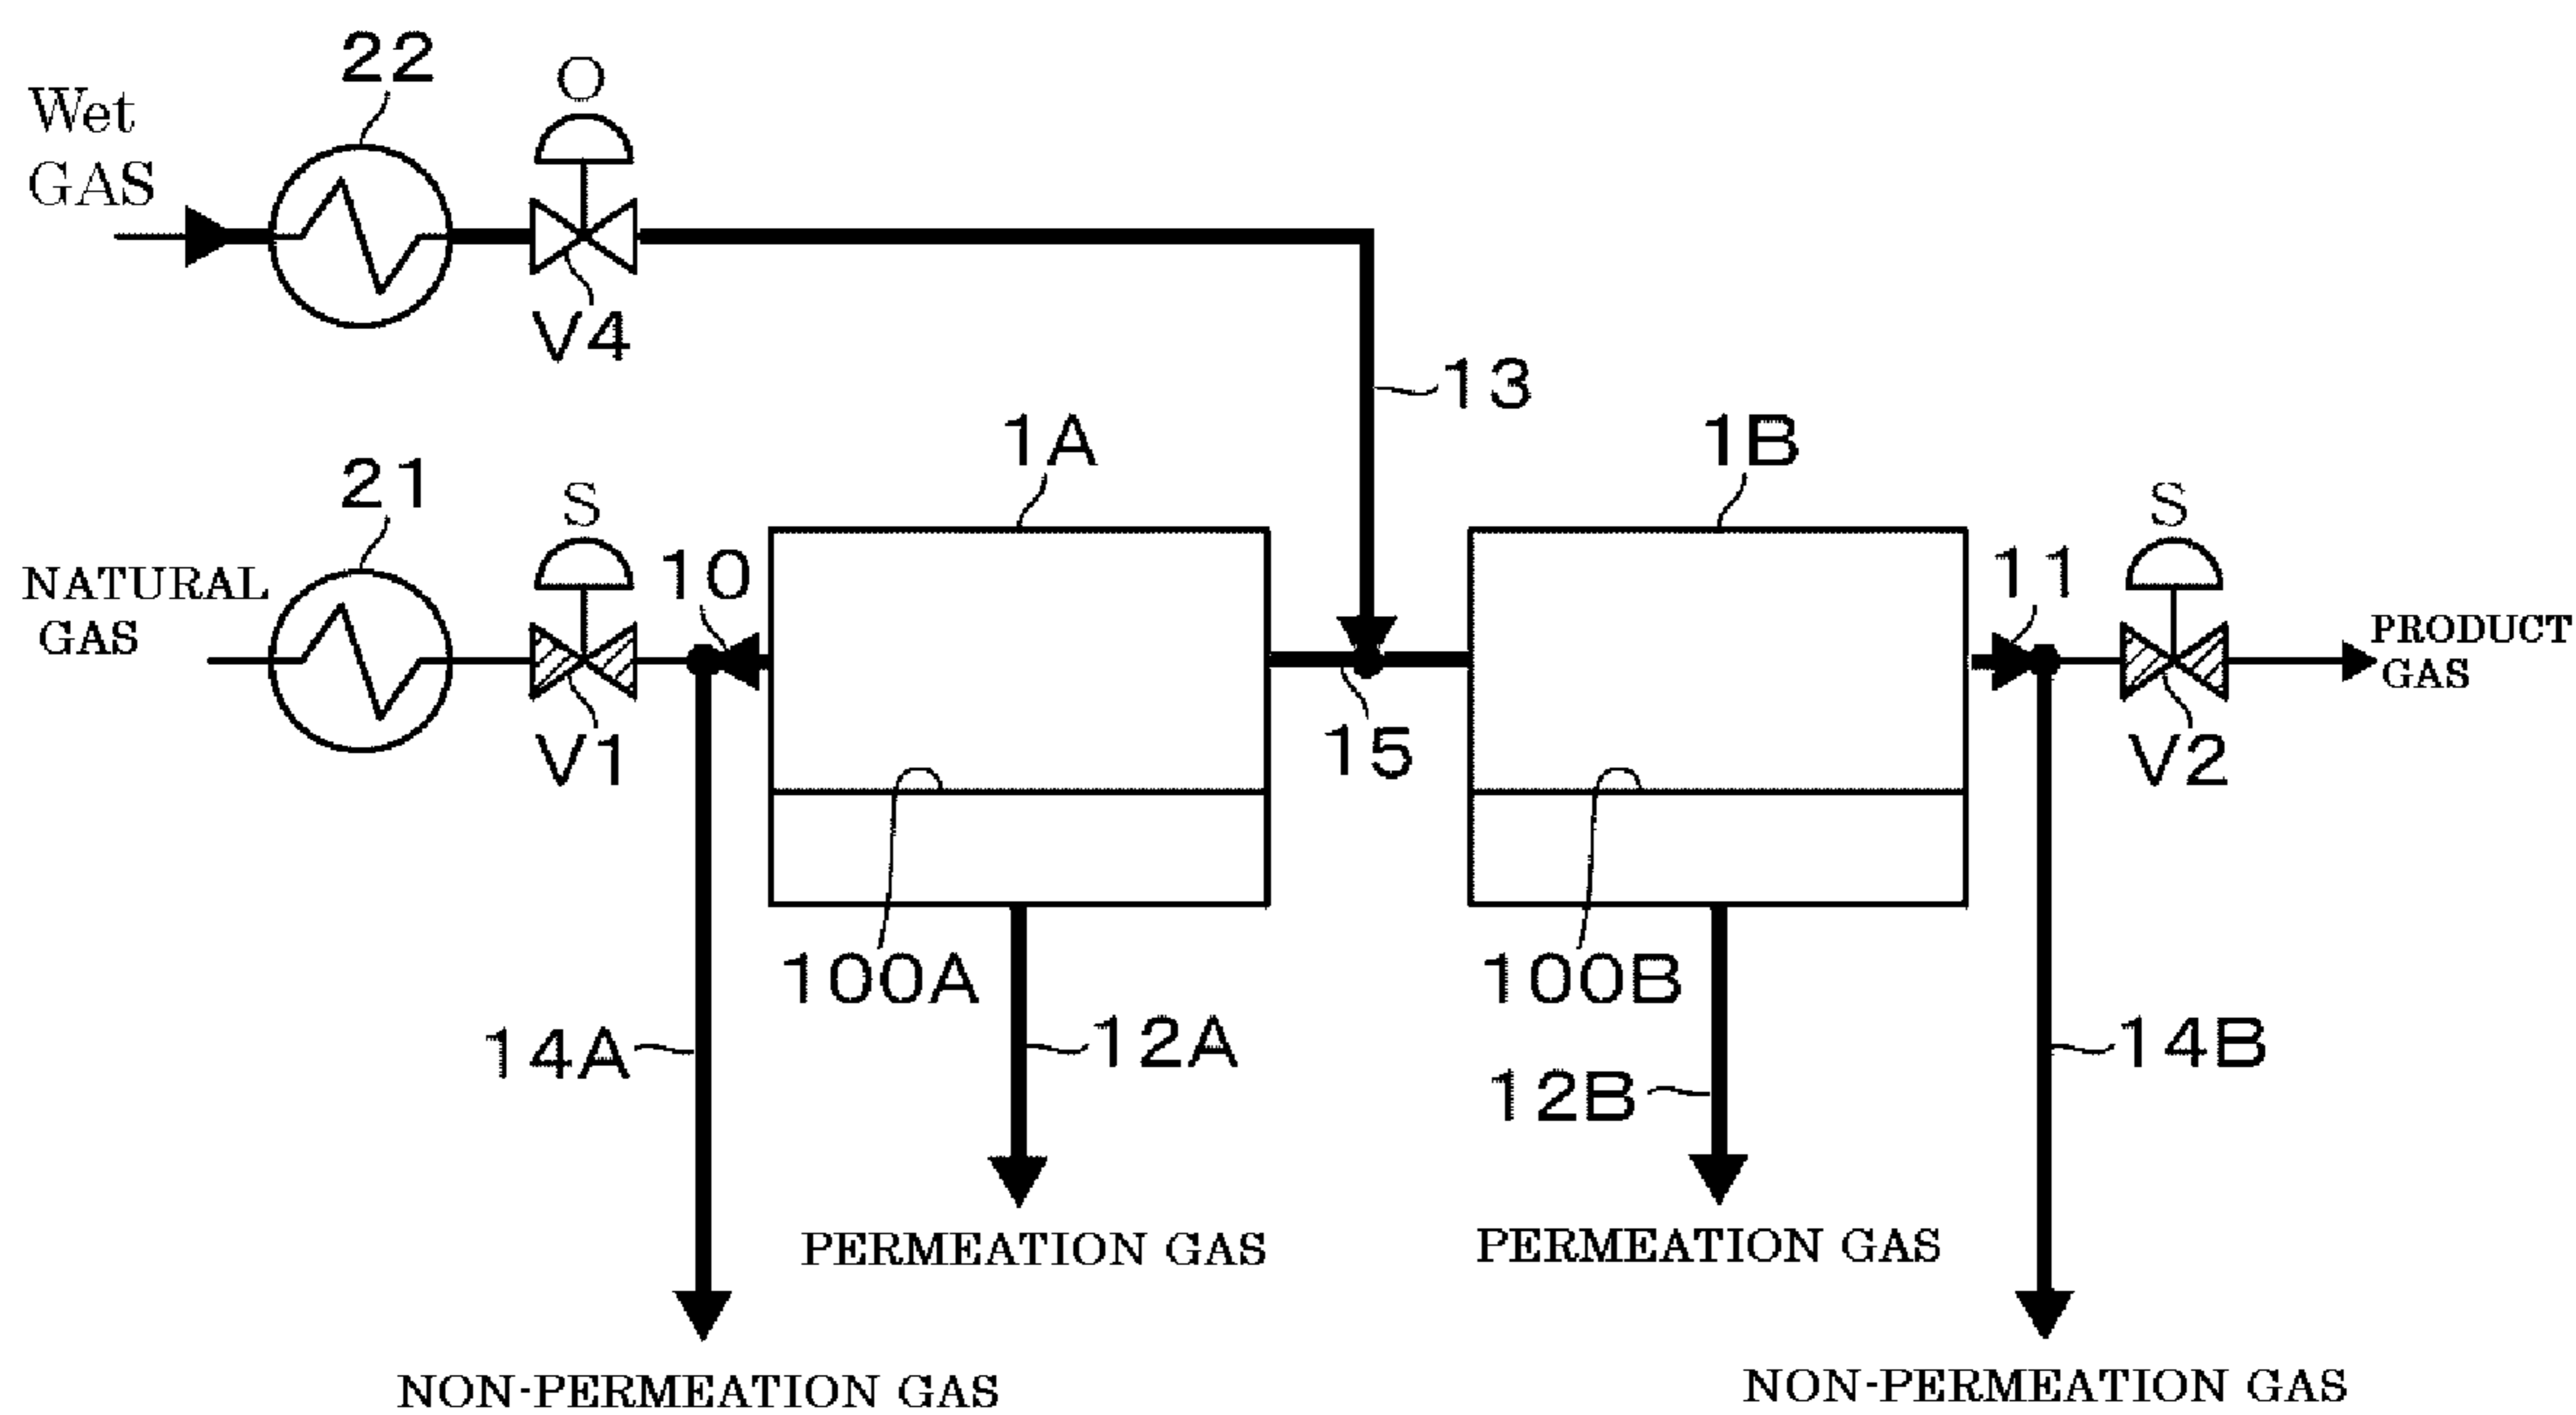 22
O
Wet
GAS
V4
13
1A
1B
21
S
S
10
11
NATURAL
GAS
PRODUCT
GAS
V1
15
V2
100A
100B
14A
12A
12B
14B
PERMEATION GAS
PERMEATION GAS
NON-PERMEATION GAS
NON-PERMEATION GAS